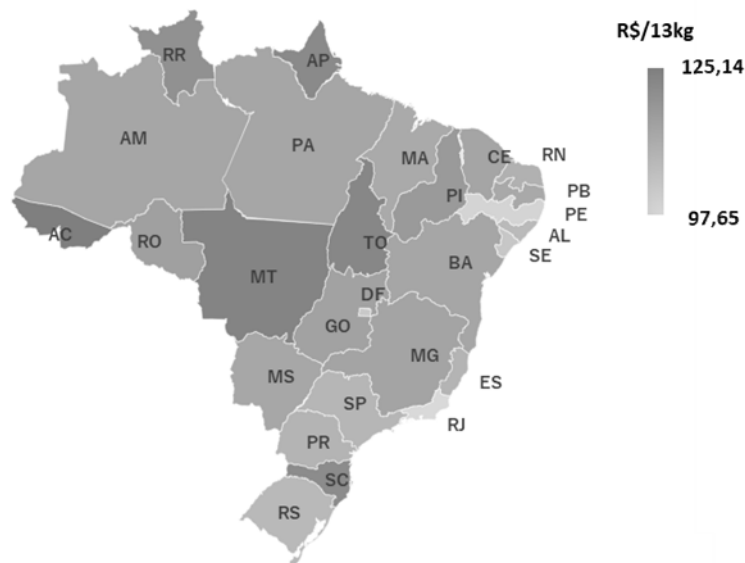 R$/13kg
125,14
97,65
RR
AP
AM
PA
MA
CE
RN
PB
PE
AL
SE
PI
AC
RO
TO
BA
MT
DF
GO
MG
MS
ES
SP
RJ
PR
SC
RS